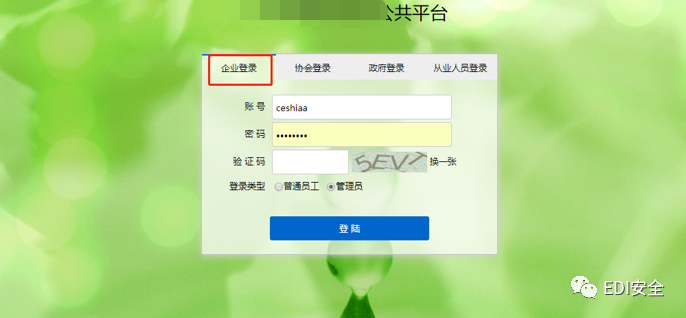 公共平台
企业登录 协会登录 政府登录 从业人员登录
账 号 ceshiaa
密 码 ••••••••
验 证 码 5EV7 换一张
登录类型 普通员工 管理员
登 陆
EDI安全